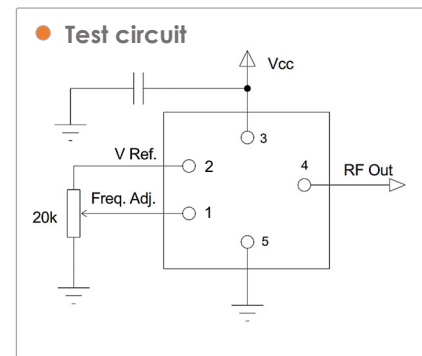 Test circuit
Vcc
3
V Ref.
2
4
RF Out
Freq. Adj.
1
20k
5